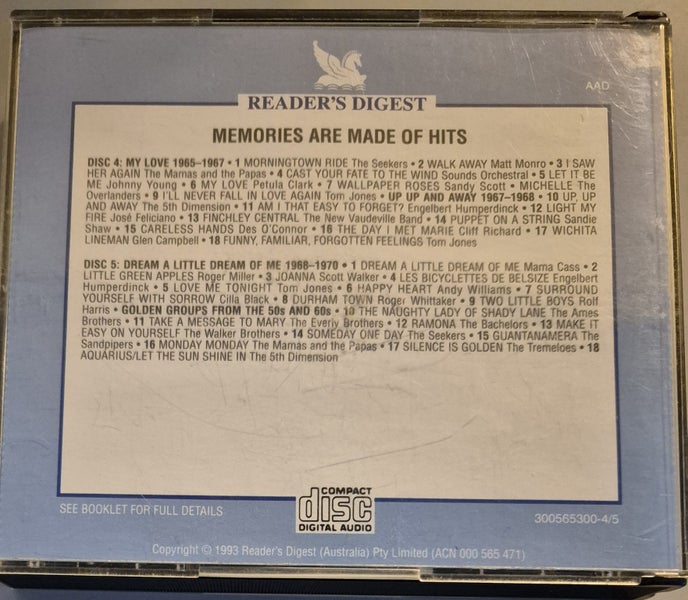 AAD
READER'S DIGEST
MEMORIES ARE MADE OF HITS
DISC 4: MY LOVE 1965–1967 • 1 MORNINGTOWN RIDE The Seekers • 2 WALK AWAY Matt Monro • 3 I SAW
HER AGAIN The Mamas and the Papas • 4 CAST YOUR FATE TO THE WIND Sounds Orchestral • 5 LET IT BE
ME Johnny Young • 6 MY LOVE Petula Clark • 7 WALLPAPER ROSES Sandy Scott • MICHELLE The
Overlanders • 9 I'LL NEVER FALL IN LOVE AGAIN Tom Jones • UP UP AND AWAY 1967–1968 • 10 UP, UP
AND AWAY The 5th Dimension • 11 AM I THAT EASY TO FORGET? Engelbert Humperdinck • 12 LIGHT MY
FIRE José Feliciano • 13 FINCHLEY CENTRAL The New Vaudeville Band • 14 PUPPET ON A STRING Sandie
Shaw • 15 CARELESS HANDS Des O'Connor • 16 THE DAY I MET MARIE Cliff Richard • 17 WICHITA
LINEMAN Glen Campbell • 18 FUNNY, FAMILIAR, FORGOTTEN FEELINGS Tom Jones
DISC 5: DREAM A LITTLE DREAM OF ME 1968–1970 • 1 DREAM A LITTLE DREAM OF ME Mama Cass • 2
LITTLE GREEN APPLES Roger Miller • 3 JOANNA Scott Walker • 4 LES BICYCLETTES DE BELSIZE Engelbert
Humperdinck • 5 LOVE ME TONIGHT Tom Jones • 6 HAPPY HEART Andy Williams • 7 SURROUND
YOURSELF WITH SORROW Cilla Black • 8 DURHAM TOWN Roger Whittaker • 9 TWO LITTLE BOYS Rolf
Harris • GOLDEN GROUPS FROM THE 50s AND 60s • 10 THE NAUGHTY LADY OF SHADY LANE The Ames
Brothers • 11 TAKE A MESSAGE TO MARY The Everly Brothers • 12 RAMONA The Bachelors • 13 MAKE IT
EASY ON YOURSELF The Walker Brothers • 14 SOMEDAY ONE DAY The Seekers • 15 GUANTANAMERA The
Sandpipers • 16 MONDAY MONDAY The Mamas and the Papas • 17 SILENCE IS GOLDEN The Tremeloes • 18
AQUARIUS/LET THE SUN SHINE IN The 5th Dimension
SEE BOOKLET FOR FULL DETAILS
COMPACT
disc
DIGITAL AUDIO
300565300-4/5
Copyright © 1993 Reader's Digest (Australia) Pty Limited (ACN 000 565 471)